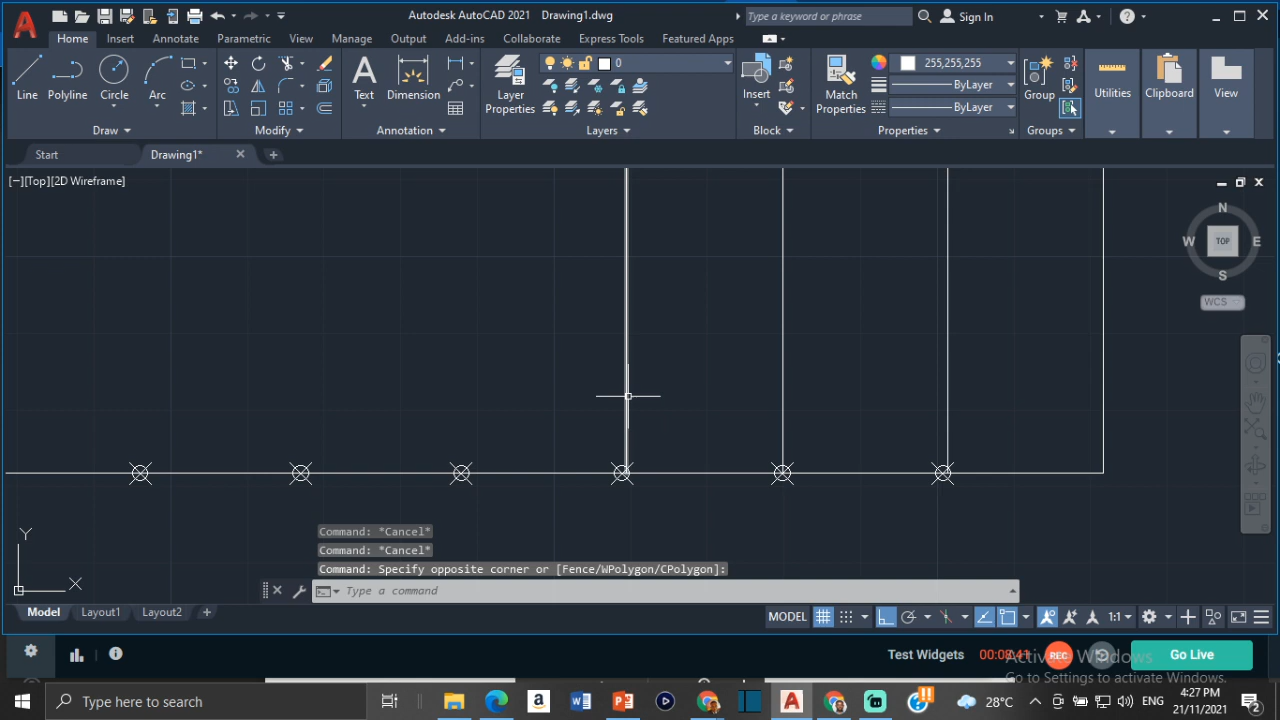 Autodesk AutoCAD 2021 Drawing1.dwg
Type a keyword or phrase
Sign In
Home Insert Annotate Parametric View Manage Output Add-ins Collaborate Express Tools Featured Apps
Line Polyline Circle Arc
Text Dimension
Layer Properties
0
Insert
Match Properties
255,255,255
ByLayer
ByLayer
Group
Utilities
Clipboard
View
Draw Modify Annotation Layers Block Properties Groups
Start Drawing1*
[−][Top][2D Wireframe]
N
W TOP E
S
WCS
Y
X
Command: *Cancel*
Command: *Cancel*
Command: Specify opposite corner or [Fence/WPolygon/CPolygon]:
Type a command
Model Layout1 Layout2
MODEL 1:1
Test Widgets REC Go Live
Activate Windows
Go to Settings to activate Windows.
Type here to search
28°C
ENG
4:27 PM
21/11/2021
2